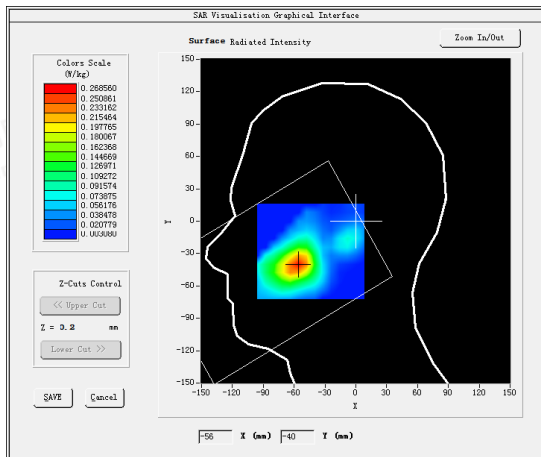 SAR Visualisation Graphical Interface
Surface Radiated Intensity
Zoom In/Out
Colors Scale
(W/kg)
0.268560
0.250861
0.233162
0.215464
0.197765
0.180067
0.162368
0.144669
0.126971
0.109272
0.091574
0.073875
0.056176
0.038478
0.020779
0.003080
Z-Cuts Control
<< Upper Cut
Z = 0.2 mm
Lower Cut >>
SAVE
Cancel
150
120
90
60
30
0
-30
-60
-90
-120
-150
Y
-150
-120
-90
-60
-30
0
30
60
90
120
150
X
-56 X (mm) -40 Y (mm)